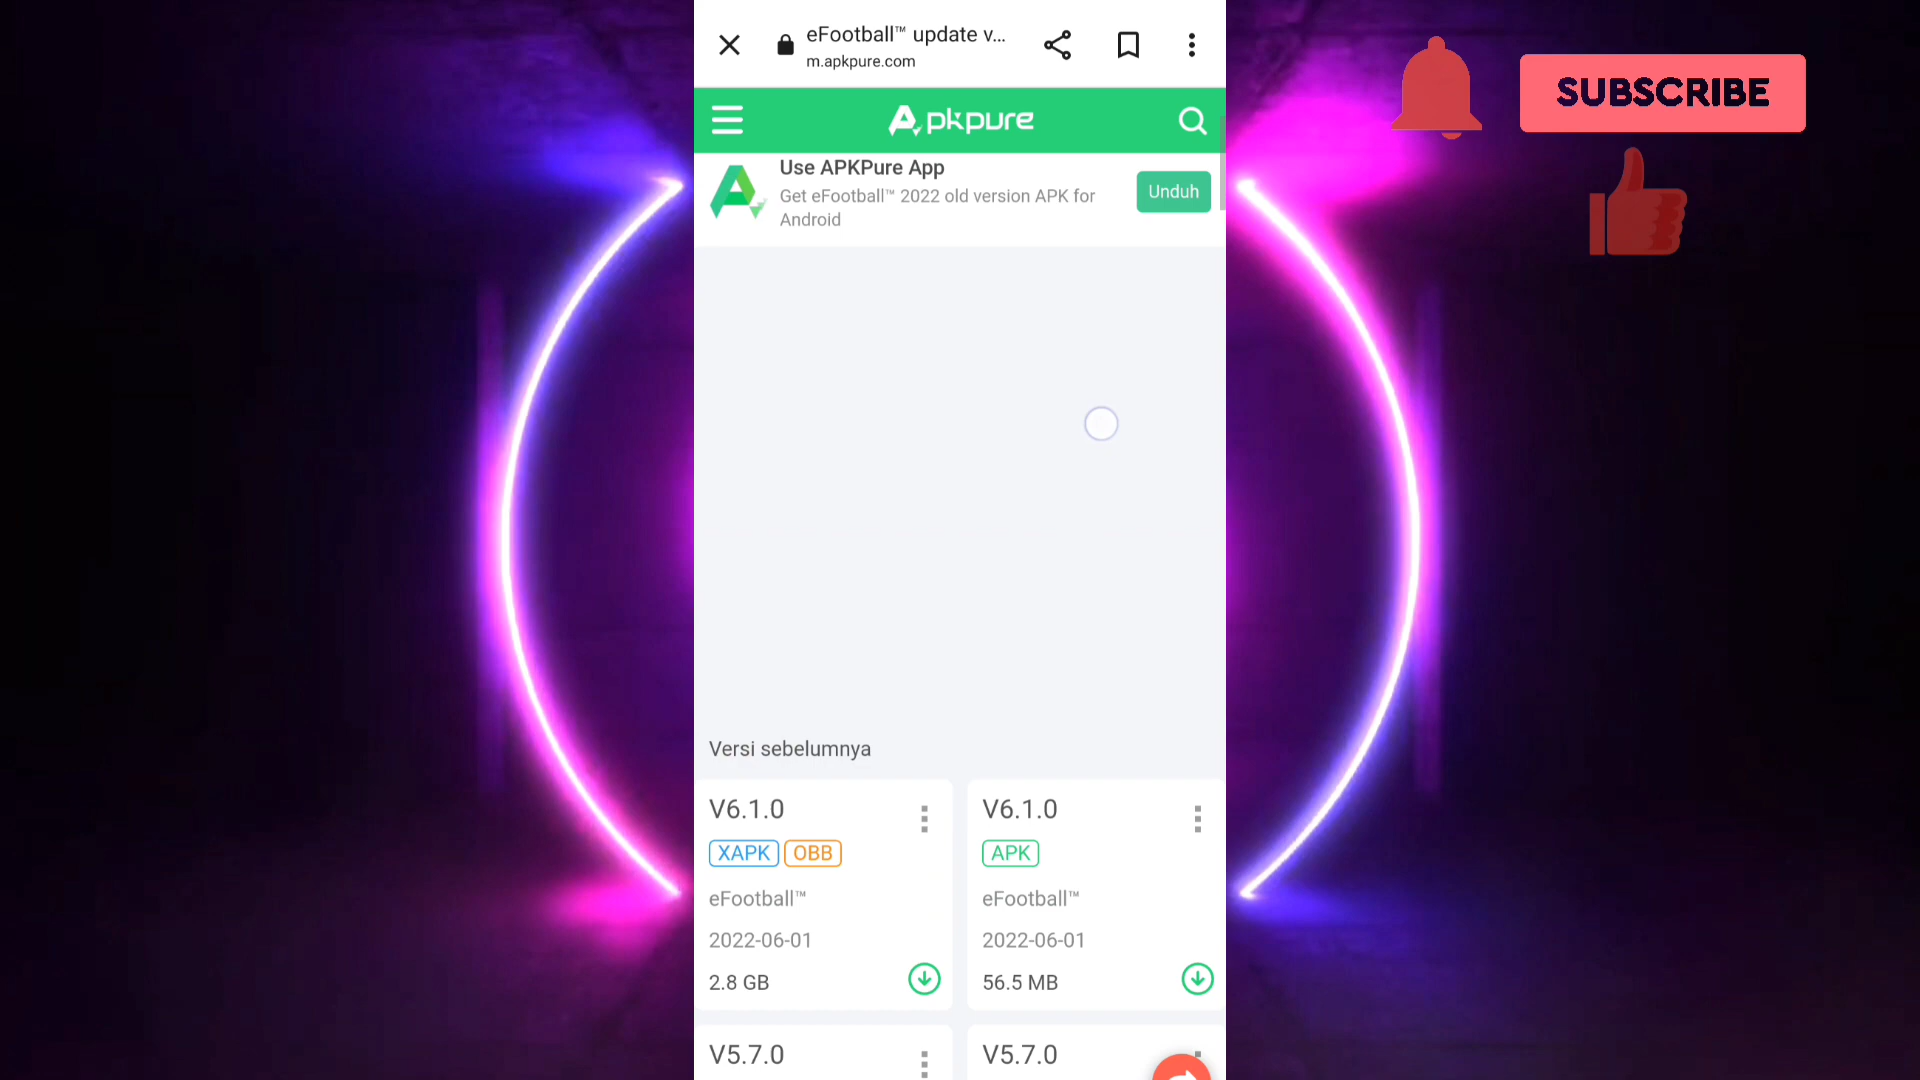 eFootball™ update v...
m.apkpure.com
SUBSCRIBE
Apkpure
Use APKPure App
Get eFootball™ 2022 old version APK for
Android
Unduh
Versi sebelumnya
V6.1.0
XAPK OBB
eFootball™
2022-06-01
2.8 GB
V6.1.0
APK
eFootball™
2022-06-01
56.5 MB
V5.7.0
V5.7.0